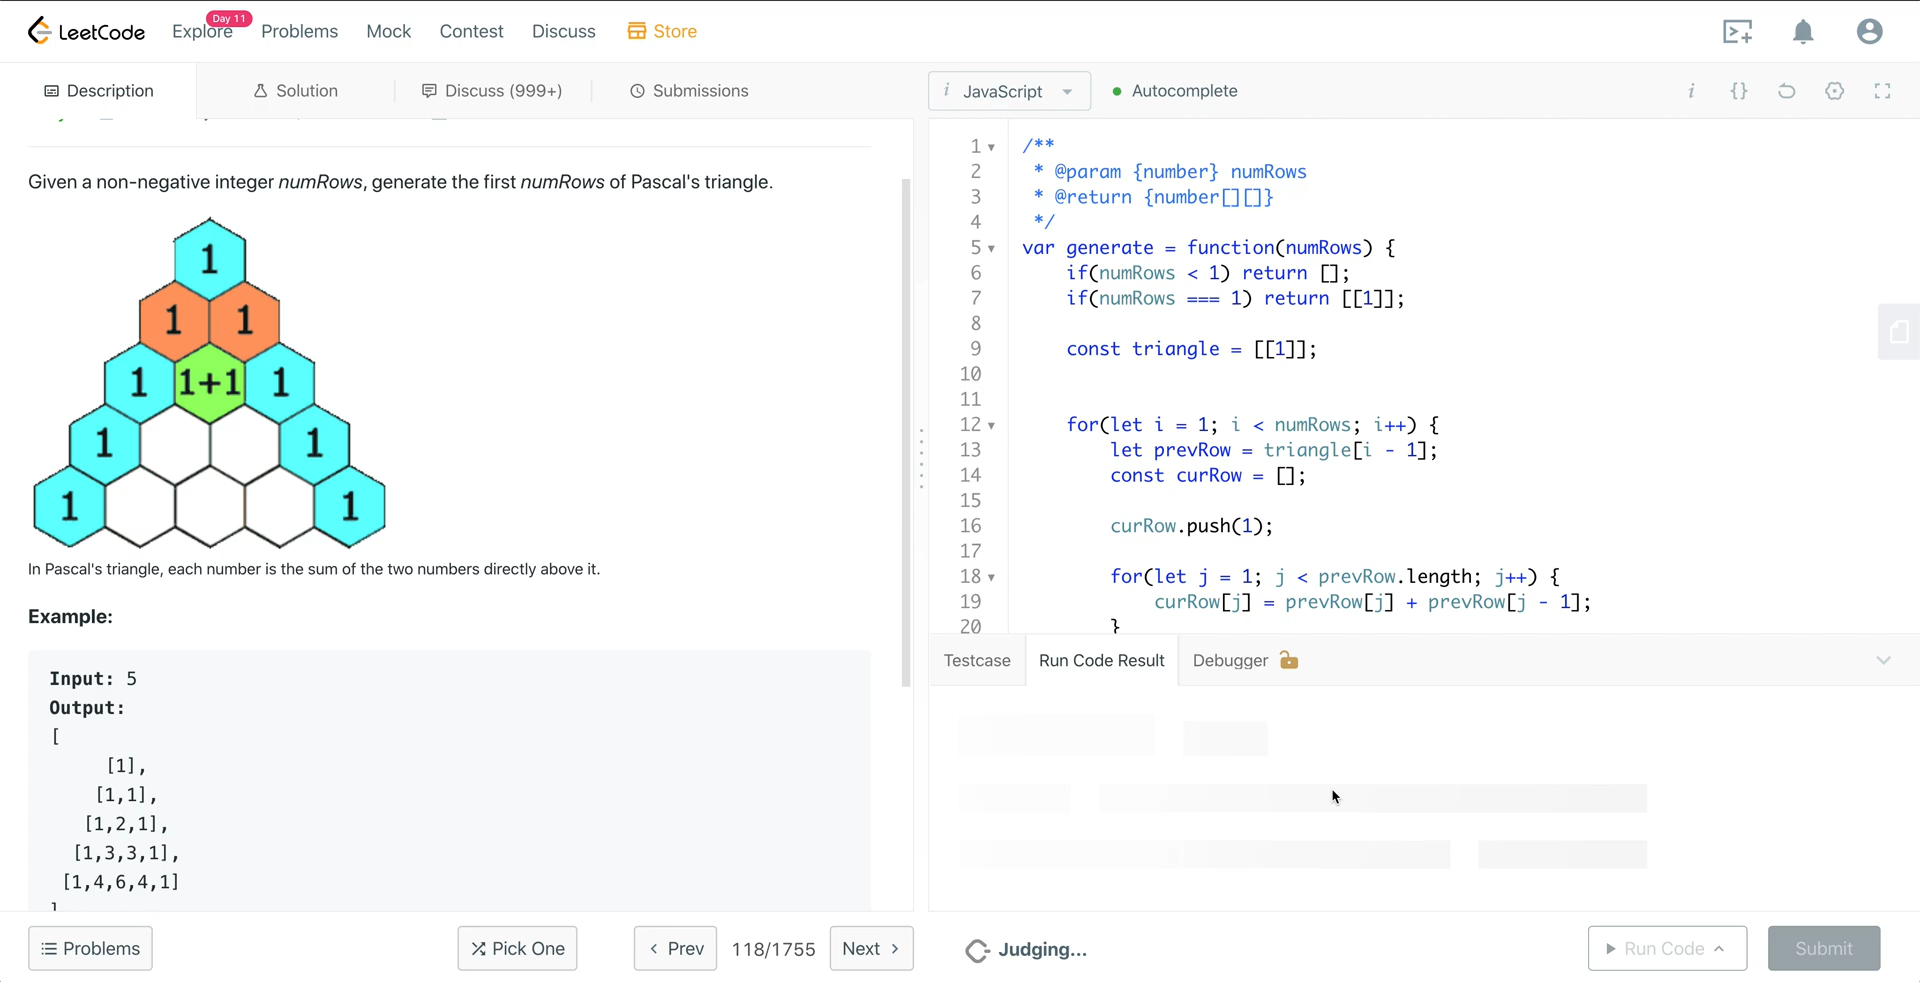 LeetCode
Explore
Day 11
Problems
Mock
Contest
Discuss
Store
Description
Solution
Discuss (999+)
Submissions
Given a non-negative integer numRows, generate the first numRows of Pascal's triangle.
1
1 1
1 1+1 1
1 1
1 1
In Pascal's triangle, each number is the sum of the two numbers directly above it.
Example:
Input: 5
Output:
[
[1],
[1,1],
[1,2,1],
[1,3,3,1],
[1,4,6,4,1]
]
Problems
Pick One
Prev
118/1755
Next
i JavaScript
Autocomplete
i {}
1 /**
2 * @param {number} numRows
3 * @return {number[][]}
4 */
5 var generate = function(numRows) {
6 if(numRows < 1) return [];
7 if(numRows === 1) return [[1]];
8
9 const triangle = [[1]];
10
11
12 for(let i = 1; i < numRows; i++) {
13 let prevRow = triangle[i - 1];
14 const curRow = [];
15
16 curRow.push(1);
17
18 for(let j = 1; j < prevRow.length; j++) {
19 curRow[j] = prevRow[j] + prevRow[j - 1];
20 }
Testcase
Run Code Result
Debugger
Judging...
Run Code
Submit